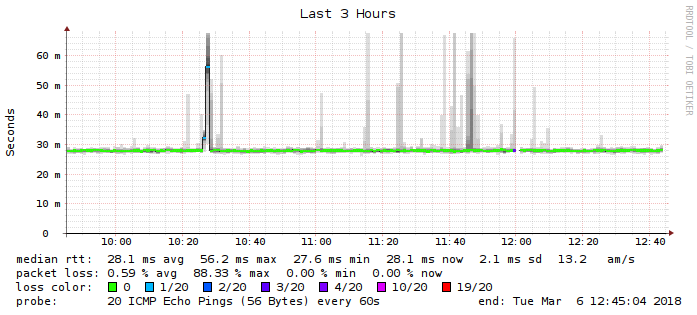 Last 3 Hours
RRDTOOL / TOBI OETIKER
Seconds
60 m
50 m
40 m
30 m
20 m
10 m
0
10:00 10:20 10:40 11:00 11:20 11:40 12:00 12:20 12:40
median rtt: 28.1 ms avg 56.2 ms max 27.6 ms min 28.1 ms now 2.1 ms sd 13.2 am/s
packet loss: 0.59 % avg 88.33 % max 0.00 % min 0.00 % now
loss color: 0 1/20 2/20 3/20 4/20 10/20 19/20
probe: 20 ICMP Echo Pings (56 Bytes) every 60s end: Tue Mar 6 12:45:04 2018